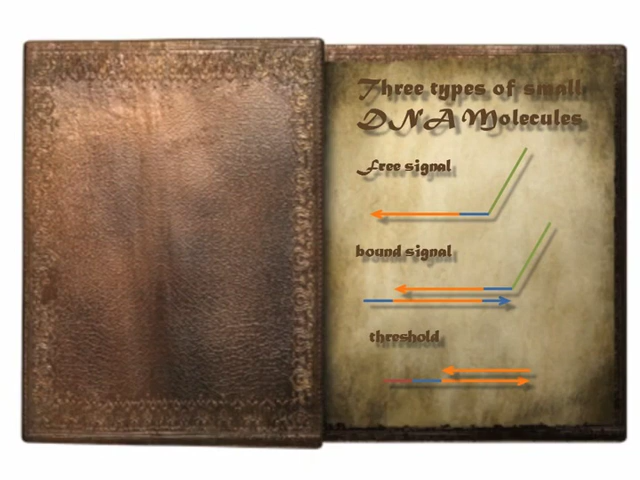 Three types of small
DNA Molecules
free signal
bound signal
threshold